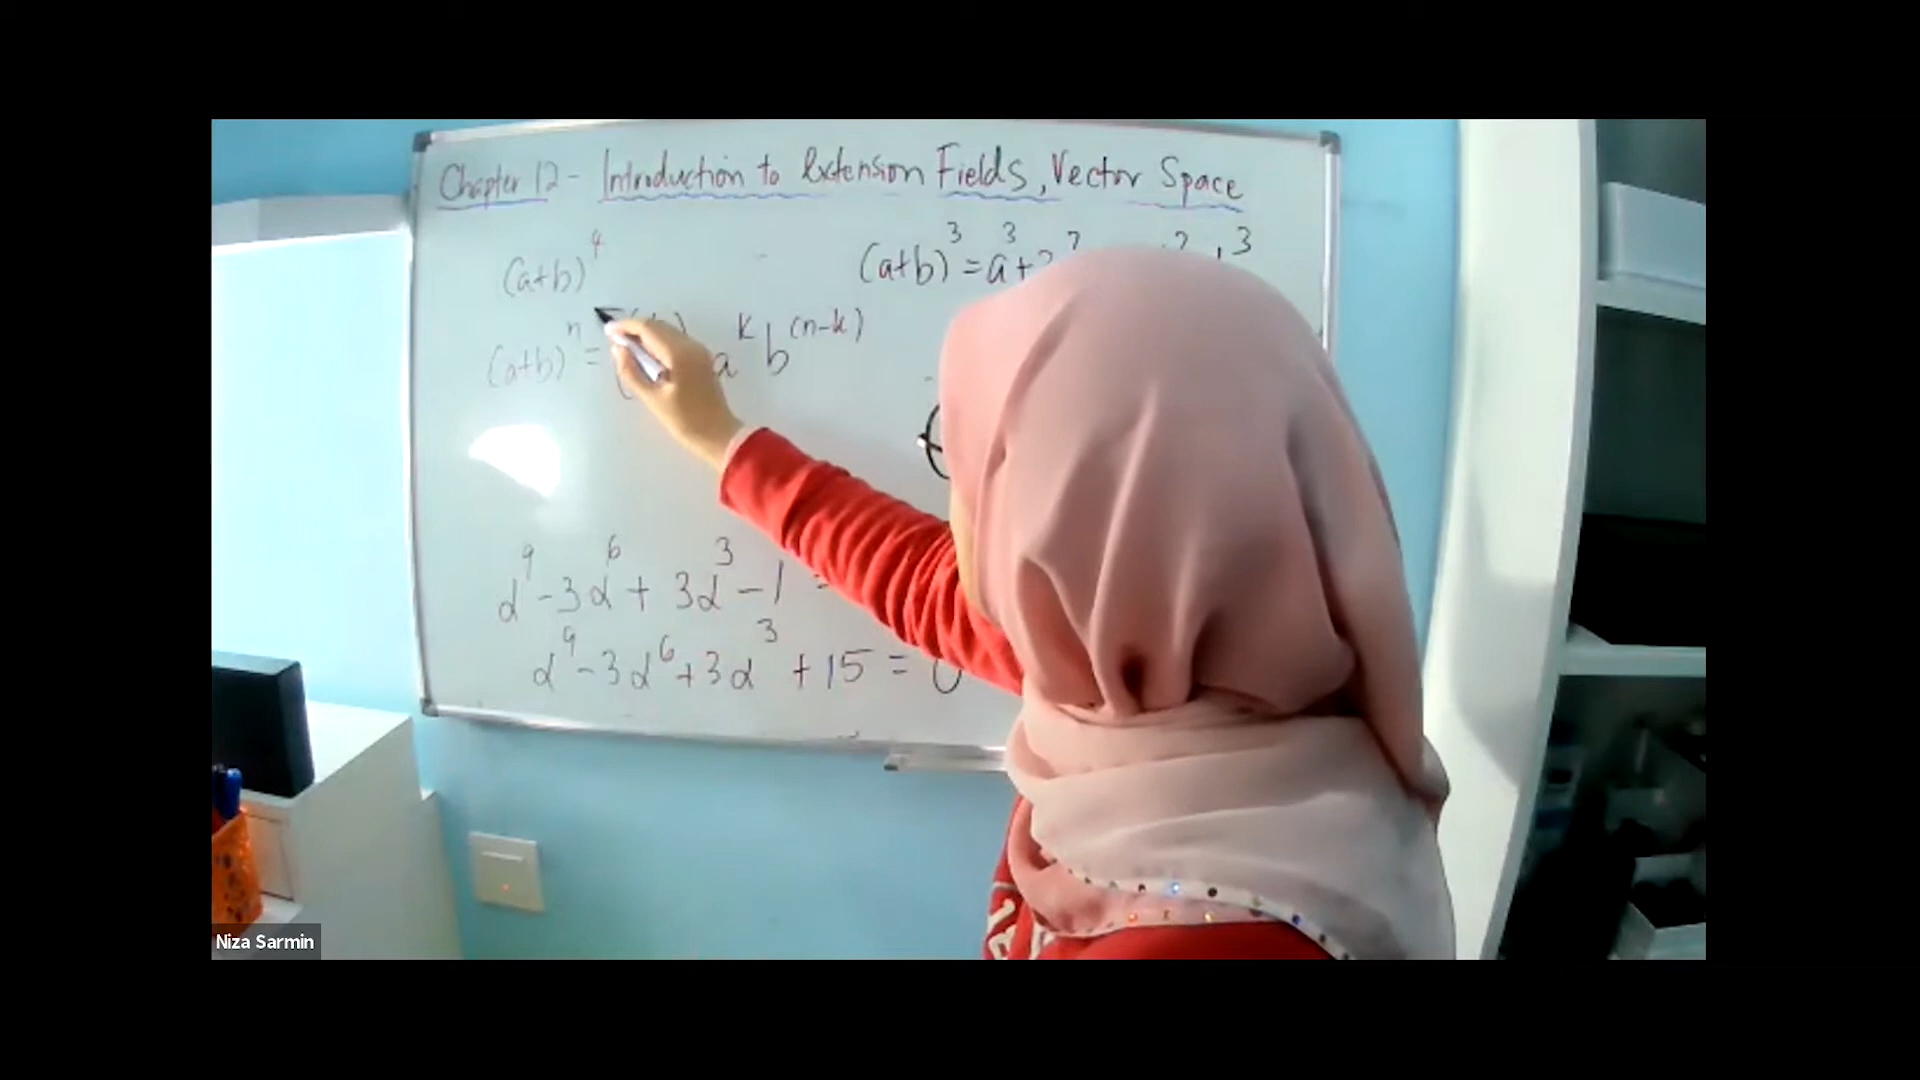 Chapter 12 - Introduction to Extension Fields, Vector Space
(a+b)⁴
(a+b)³ = a³ +
(a+b)ⁿ =
aᵏ b⁽ⁿ⁻ᵏ⁾
α⁹ - 3α⁶ + 3α³ - 1 =
α⁹ - 3α⁶ + 3α³ + 15 = 0
Niza Sarmin